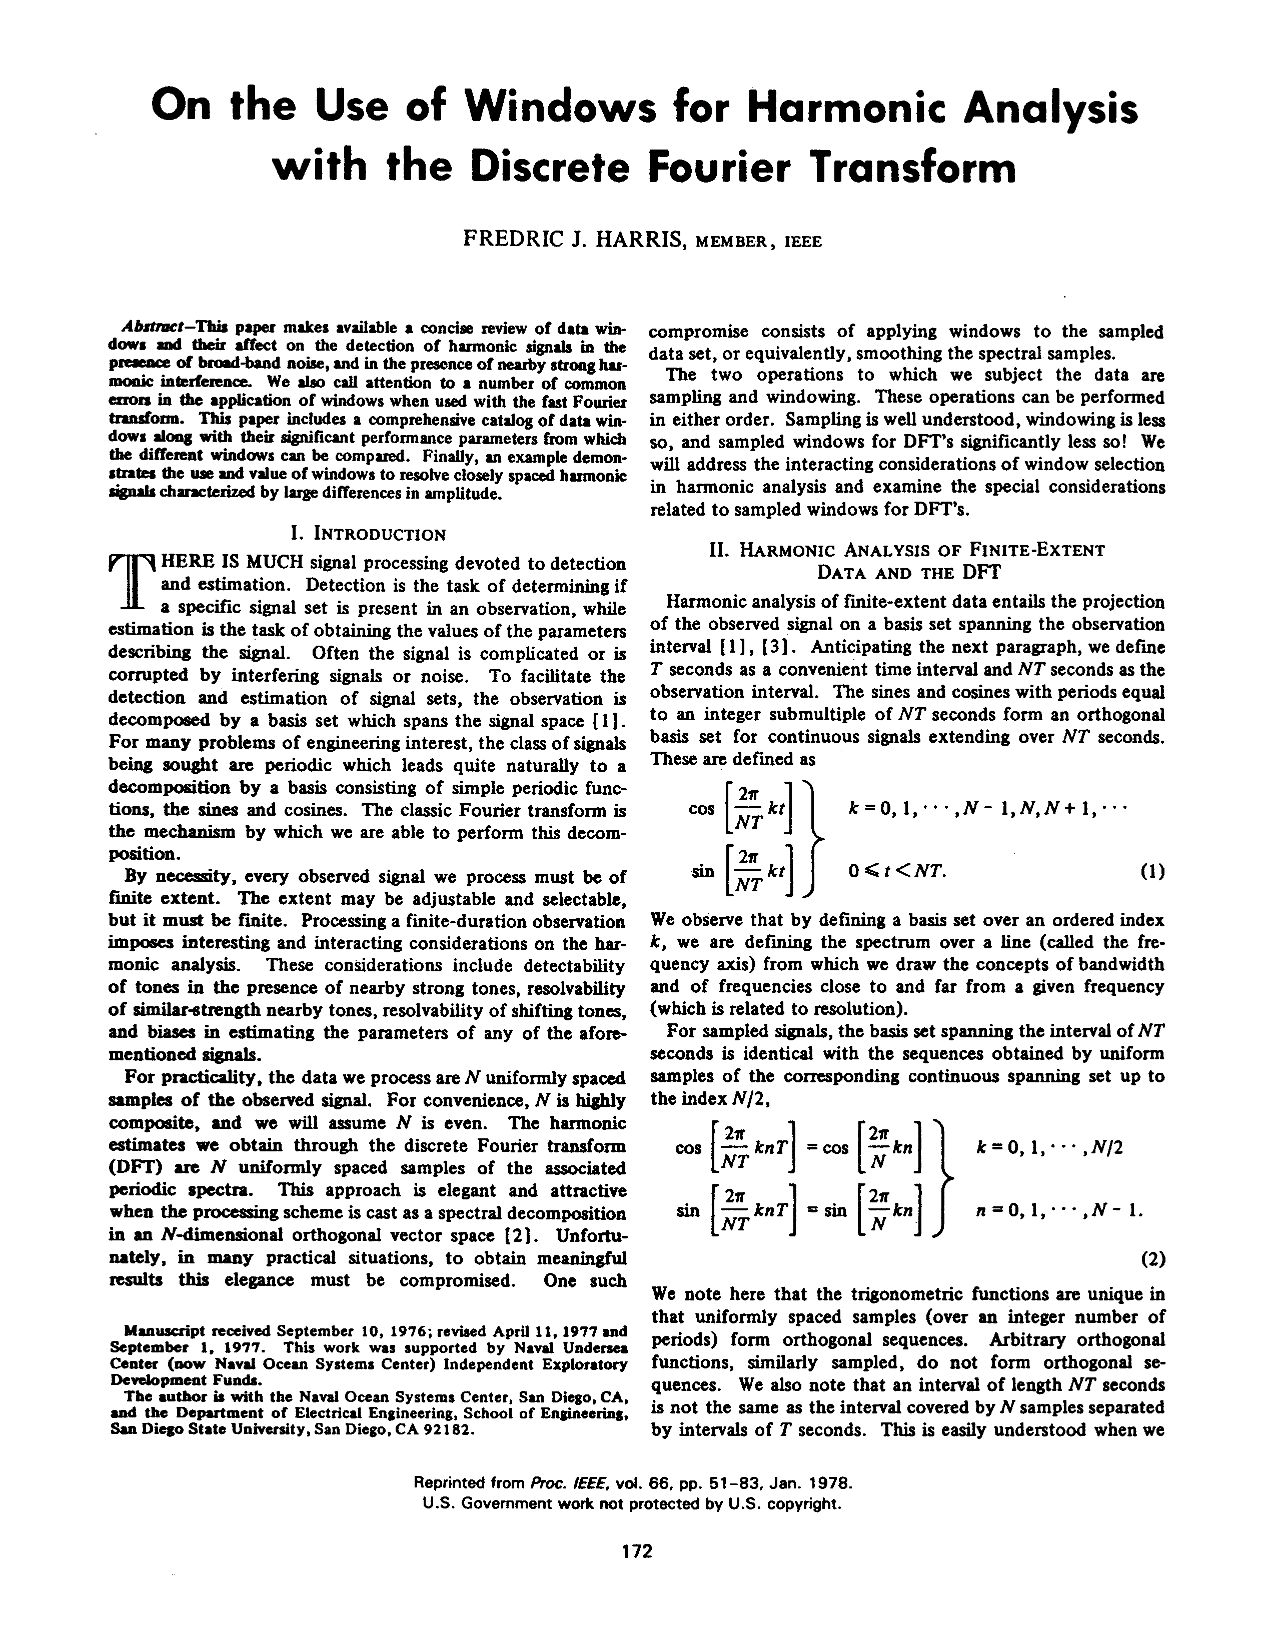 On the Use of Windows for Harmonic Analysis
with the Discrete Fourier Transform
FREDRIC J. HARRIS, MEMBER, IEEE
Abstract–This paper makes available a concise review of data win-
dows and their affect on the detection of harmonic signals in the
presence of broad-band noise, and in the presence of nearby strong har-
monic interference. We also call attention to a number of common
errors in the application of windows when used with the fast Fourier
transform. This paper includes a comprehensive catalog of data win-
dows along with their significant performance parameters from which
the different windows can be compared. Finally, an example demon-
strates the use and value of windows to resolve closely spaced harmonic
signals characterized by large differences in amplitude.
I. INTRODUCTION
THERE IS MUCH signal processing devoted to detection
and estimation. Detection is the task of determining if
a specific signal set is present in an observation, while
estimation is the task of obtaining the values of the parameters
describing the signal. Often the signal is complicated or is
corrupted by interfering signals or noise. To facilitate the
detection and estimation of signal sets, the observation is
decomposed by a basis set which spans the signal space [1].
For many problems of engineering interest, the class of signals
being sought are periodic which leads quite naturally to a
decomposition by a basis consisting of simple periodic func-
tions, the sines and cosines. The classic Fourier transform is
the mechanism by which we are able to perform this decom-
position.
By necessity, every observed signal we process must be of
finite extent. The extent may be adjustable and selectable,
but it must be finite. Processing a finite-duration observation
imposes interesting and interacting considerations on the har-
monic analysis. These considerations include detectability
of tones in the presence of nearby strong tones, resolvability
of similar-strength nearby tones, resolvability of shifting tones,
and biases in estimating the parameters of any of the afore-
mentioned signals.
For practicality, the data we process are N uniformly spaced
samples of the observed signal. For convenience, N is highly
composite, and we will assume N is even. The harmonic
estimates we obtain through the discrete Fourier transform
(DFT) are N uniformly spaced samples of the associated
periodic spectra. This approach is elegant and attractive
when the processing scheme is cast as a spectral decomposition
in an N-dimensional orthogonal vector space [2]. Unfortu-
nately, in many practical situations, to obtain meaningful
results this elegance must be compromised. One such
Manuscript received September 10, 1976; revised April 11, 1977 and
September 1, 1977. This work was supported by Naval Undersea
Center (now Naval Ocean Systems Center) Independent Exploratory
Development Funds.
The author is with the Naval Ocean Systems Center, San Diego, CA,
and the Department of Electrical Engineering, School of Engineering,
San Diego State University, San Diego, CA 92182.
compromise consists of applying windows to the sampled
data set, or equivalently, smoothing the spectral samples.
The two operations to which we subject the data are
sampling and windowing. These operations can be performed
in either order. Sampling is well understood, windowing is less
so, and sampled windows for DFT's significantly less so! We
will address the interacting considerations of window selection
in harmonic analysis and examine the special considerations
related to sampled windows for DFT's.
II. HARMONIC ANALYSIS OF FINITE-EXTENT
DATA AND THE DFT
Harmonic analysis of finite-extent data entails the projection
of the observed signal on a basis set spanning the observation
interval [1], [3]. Anticipating the next paragraph, we define
T seconds as a convenient time interval and NT seconds as the
observation interval. The sines and cosines with periods equal
to an integer submultiple of NT seconds form an orthogonal
basis set for continuous signals extending over NT seconds.
These are defined as
cos [2π/NT kt] } k = 0, 1, · · · , N - 1, N, N + 1, · · ·
sin [2π/NT kt] } 0 ⩽ t < NT. (1)
We observe that by defining a basis set over an ordered index
k, we are defining the spectrum over a line (called the fre-
quency axis) from which we draw the concepts of bandwidth
and of frequencies close to and far from a given frequency
(which is related to resolution).
For sampled signals, the basis set spanning the interval of NT
seconds is identical with the sequences obtained by uniform
samples of the corresponding continuous spanning set up to
the index N/2,
cos [2π/NT knT] = cos [2π/N kn] } k = 0, 1, · · · , N/2
sin [2π/NT knT] = sin [2π/N kn] } n = 0, 1, · · · , N - 1.
(2)
We note here that the trigonometric functions are unique in
that uniformly spaced samples (over an integer number of
periods) form orthogonal sequences. Arbitrary orthogonal
functions, similarly sampled, do not form orthogonal se-
quences. We also note that an interval of length NT seconds
is not the same as the interval covered by N samples separated
by intervals of T seconds. This is easily understood when we
Reprinted from Proc. IEEE, vol. 66, pp. 51-83, Jan. 1978.
U.S. Government work not protected by U.S. copyright.
172